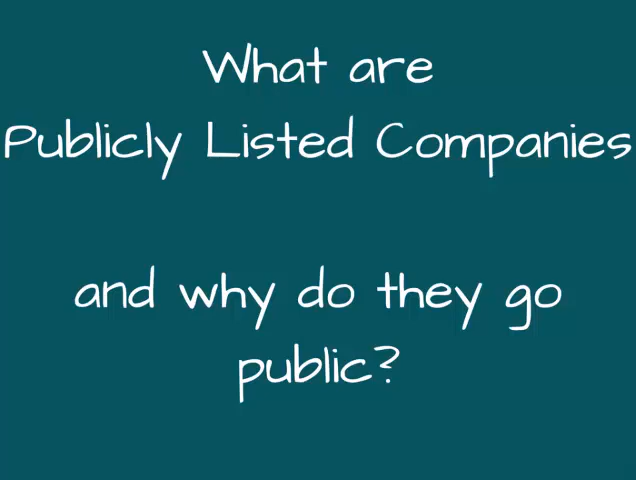 What are
Publicly Listed Companies
and why do they go
public?